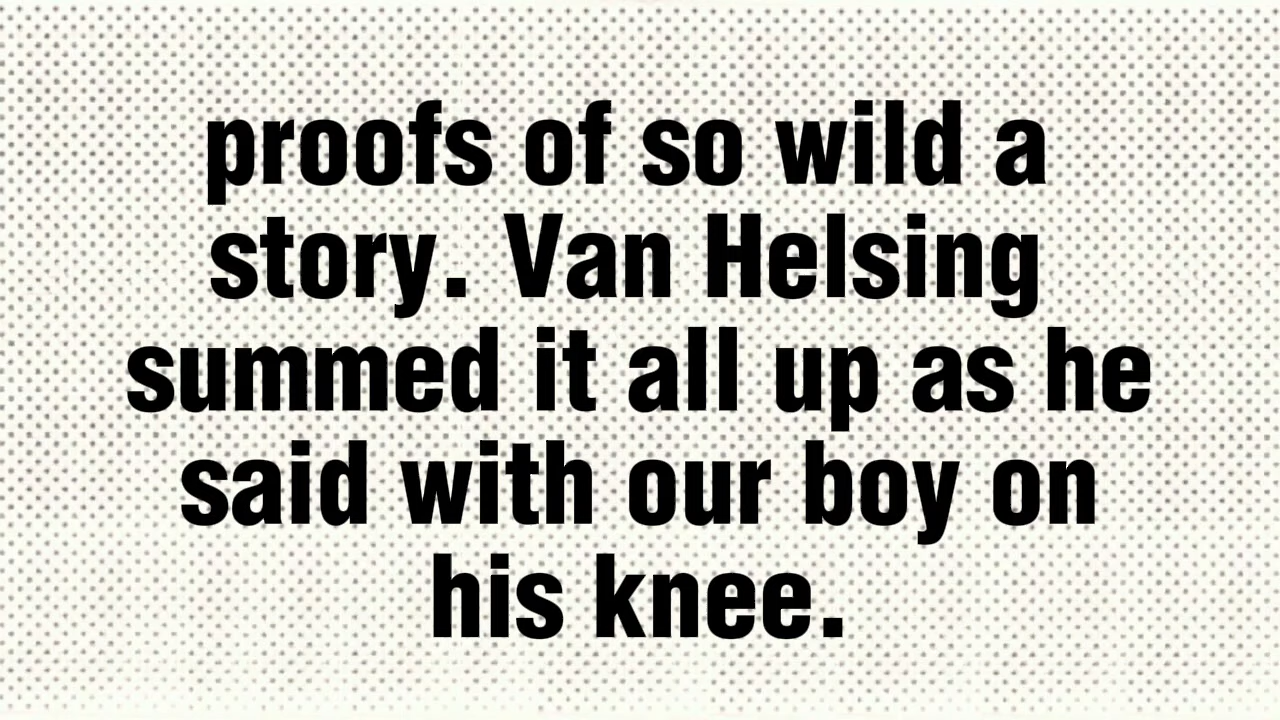 proofs of so wild a
story. Van Helsing
summed it all up as he
said with our boy on
his knee.